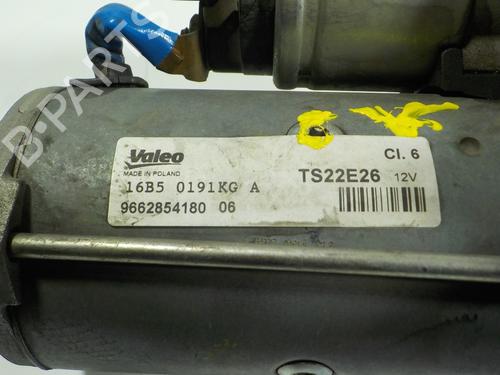 B-PARTS
Valeo
MADE IN POLAND
16B5 0191KG A
9662854180 06
Cl. 6
TS22E26 12V